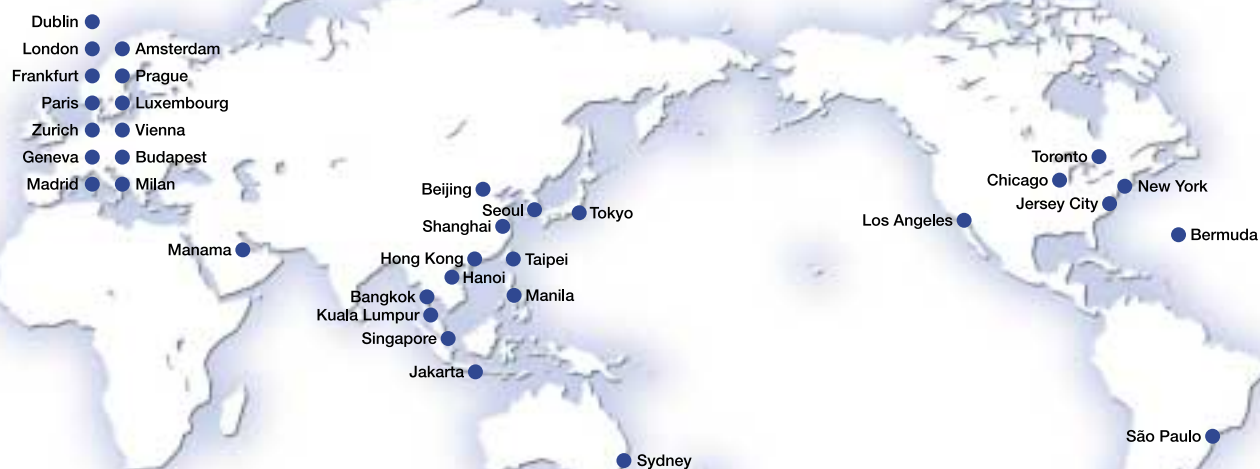 Dublin
London
Amsterdam
Frankfurt
Prague
Paris
Luxembourg
Zurich
Vienna
Geneva
Budapest
Madrid
Milan
Manama
Beijing
Seoul
Tokyo
Shanghai
Hong Kong
Taipei
Hanoi
Bangkok
Manila
Kuala Lumpur
Singapore
Jakarta
Sydney
Toronto
Chicago
New York
Jersey City
Los Angeles
Bermuda
São Paulo